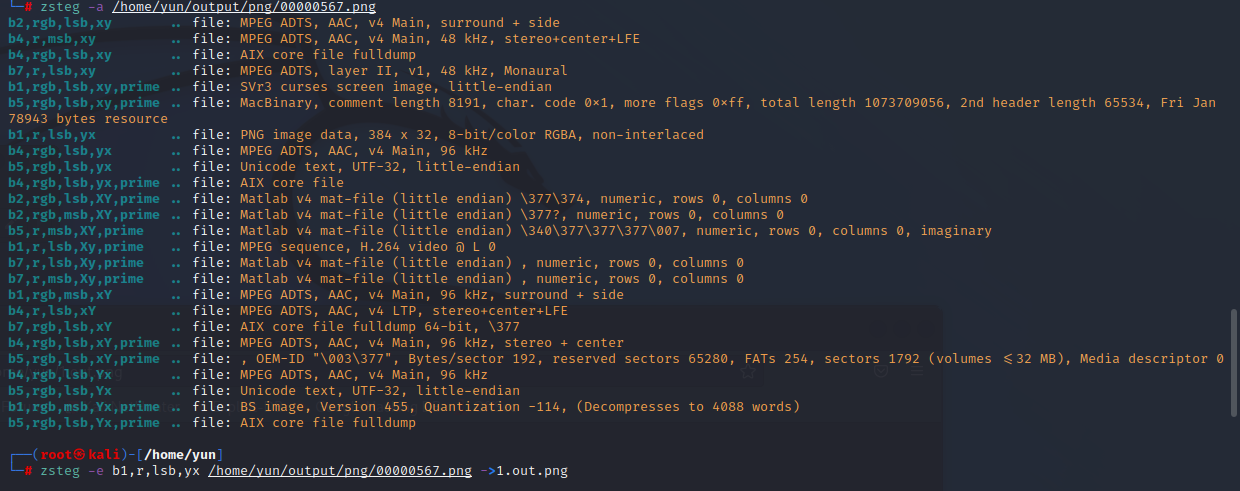 └─# zsteg -a /home/yun/output/png/00000567.png
b2,rgb,lsb,xy .. file: MPEG ADTS, AAC, v4 Main, surround + side
b4,r,msb,xy .. file: MPEG ADTS, AAC, v4 Main, 48 kHz, stereo+center+LFE
b4,rgb,lsb,xy .. file: AIX core file fulldump
b7,r,lsb,xy .. file: MPEG ADTS, layer II, v1, 48 kHz, Monaural
b1,rgb,lsb,xy,prime .. file: SVr3 curses screen image, little-endian
b5,rgb,lsb,xy,prime .. file: MacBinary, comment length 8191, char. code 0×1, more flags 0×ff, total length 1073709056, 2nd header length 65534, Fri Jan
78943 bytes resource
b1,r,lsb,yx .. file: PNG image data, 384 x 32, 8-bit/color RGBA, non-interlaced
b4,rgb,lsb,yx .. file: MPEG ADTS, AAC, v4 Main, 96 kHz
b5,rgb,lsb,yx .. file: Unicode text, UTF-32, little-endian
b4,rgb,lsb,yx,prime .. file: AIX core file
b2,rgb,lsb,XY,prime .. file: Matlab v4 mat-file (little endian) \377\374, numeric, rows 0, columns 0
b2,rgb,msb,XY,prime .. file: Matlab v4 mat-file (little endian) \377?, numeric, rows 0, columns 0
b5,r,msb,XY,prime .. file: Matlab v4 mat-file (little endian) \340\377\377\377\007, numeric, rows 0, columns 0, imaginary
b1,r,lsb,Xy,prime .. file: MPEG sequence, H.264 video @ L 0
b7,r,lsb,Xy,prime .. file: Matlab v4 mat-file (little endian) , numeric, rows 0, columns 0
b7,r,msb,Xy,prime .. file: Matlab v4 mat-file (little endian) , numeric, rows 0, columns 0
b1,rgb,msb,xY .. file: MPEG ADTS, AAC, v4 Main, 96 kHz, surround + side
b4,r,lsb,xY .. file: MPEG ADTS, AAC, v4 LTP, stereo+center+LFE
b7,rgb,lsb,xY .. file: AIX core file fulldump 64-bit, \377
b4,rgb,lsb,xY,prime .. file: MPEG ADTS, AAC, v4 Main, 96 kHz, stereo + center
b5,rgb,lsb,xY,prime .. file: , OEM-ID "\003\377", Bytes/sector 192, reserved sectors 65280, FATs 254, sectors 1792 (volumes ≤32 MB), Media descriptor 0
b4,rgb,lsb,Yx .. file: MPEG ADTS, AAC, v4 Main, 96 kHz
b5,rgb,lsb,Yx .. file: Unicode text, UTF-32, little-endian
b1,rgb,msb,Yx,prime .. file: BS image, Version 455, Quantization -114, (Decompresses to 4088 words)
b5,rgb,lsb,Yx,prime .. file: AIX core file fulldump
┌──(root㉿kali)-[/home/yun]
└─# zsteg -e b1,r,lsb,yx /home/yun/output/png/00000567.png ->1.out.png